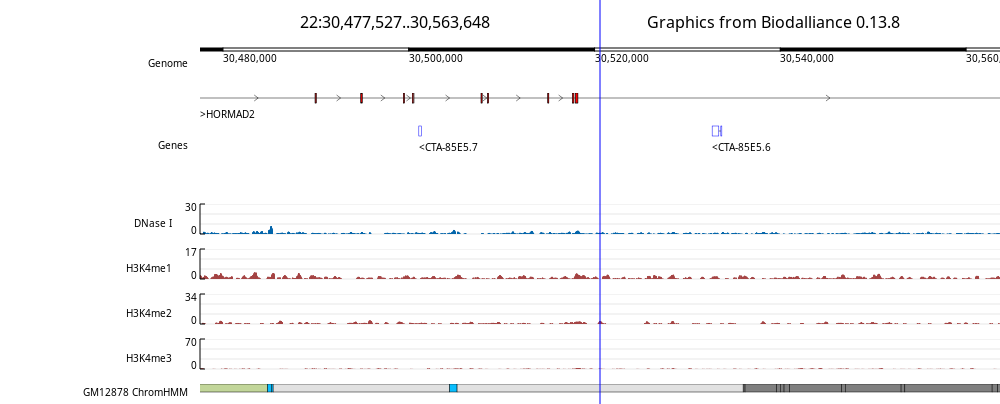 22:30,477,527..30,563,648 Graphics from Biodalliance 0.13.8
Genome
30,480,000 30,500,000 30,520,000 30,540,000 30,560,
>HORMAD2
Genes
<CTA-85E5.7 <CTA-85E5.6
30
DNase I
0
17
H3K4me1
0
34
H3K4me2
0
70
H3K4me3
0
GM12878 ChromHMM